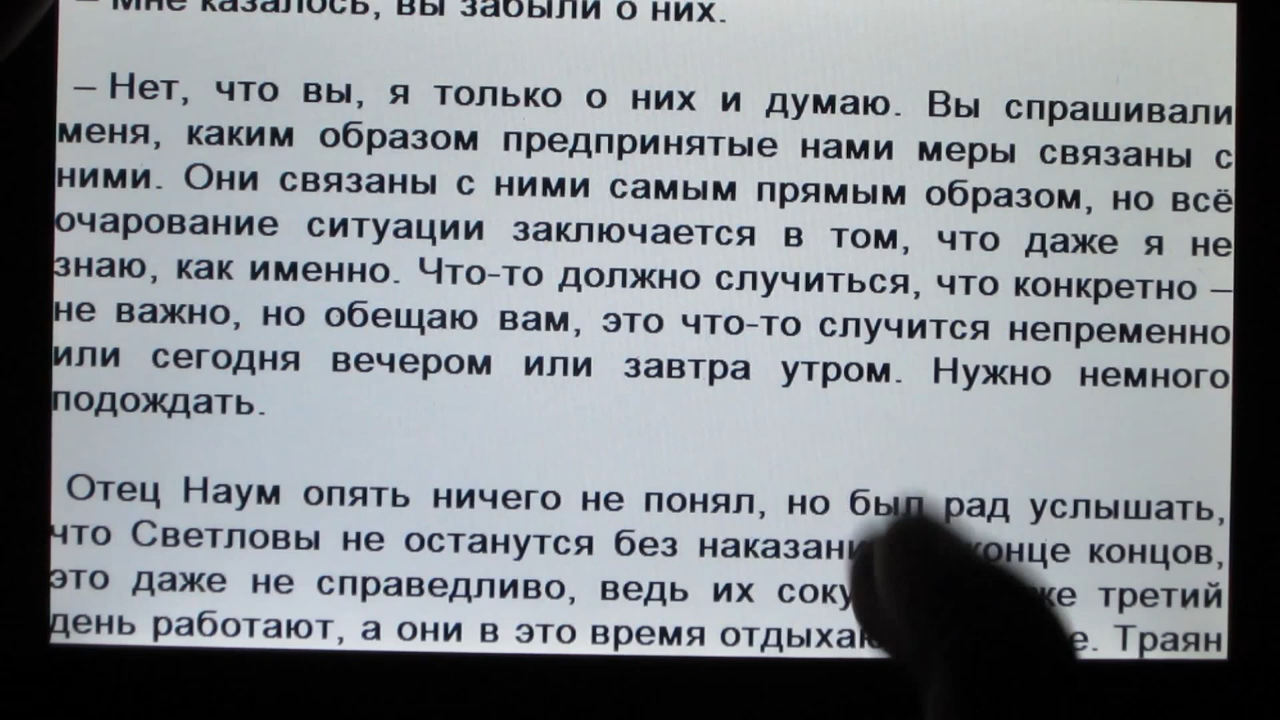 – Мне казалось, вы забыли о них.
– Нет, что вы, я только о них и думаю. Вы спрашивали
меня, каким образом предпринятые нами меры связаны с
ними. Они связаны с ними самым прямым образом, но всё
очарование ситуации заключается в том, что даже я не
знаю, как именно. Что-то должно случиться, что конкретно –
не важно, но обещаю вам, это что-то случится непременно
или сегодня вечером или завтра утром. Нужно немного
подождать.
Отец Наум опять ничего не понял, но был рад услышать,
что Светловы не останутся без конце концов,
это даже не справедливо, ведь их третий
день работают, а они в это время Траян